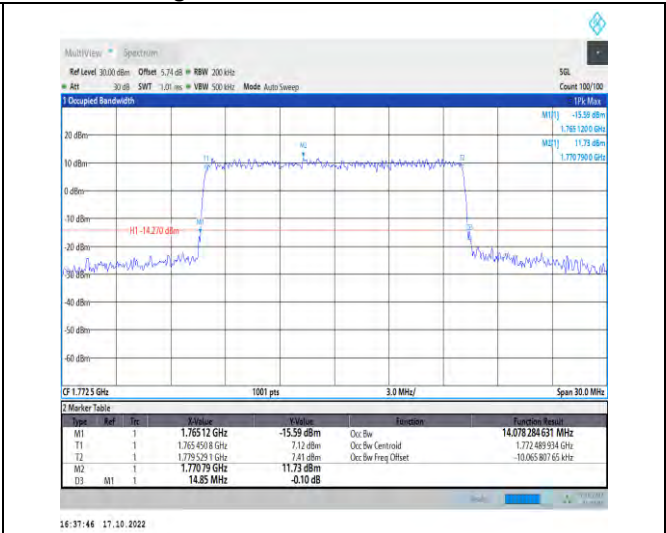 MultiView Spectrum
Ref Level 30.00 dBm Offset 5.74 dB RBW 200 kHz SGL
Att 30 dB SWT 1.01 ms VBW 500 kHz Mode Auto Sweep Count 100/100
1 Occupied Bandwidth 1Pk Max
M1[1] -15.59 dBm
1.765 120 0 GHz
M2[1] 11.73 dBm
1.770 790 0 GHz
20 dBm
M2
T1 T2
10 dBm
0 dBm
-10 dBm
M1
H1 -14.270 dBm
D3
-20 dBm
-30 dBm
-40 dBm
-50 dBm
-60 dBm
CF 1.772 5 GHz 1001 pts 3.0 MHz/ Span 30.0 MHz
2 Marker Table
Type Ref Trc X-Value Y-Value Function Function Result
M1 1 1.765 12 GHz -15.59 dBm Occ Bw 14.078 284 631 MHz
T1 1 1.765 450 8 GHz 7.12 dBm Occ Bw Centroid 1.772 489 934 GHz
T2 1 1.779 529 1 GHz 7.41 dBm Occ Bw Freq Offset -10.065 807 65 kHz
M2 1 1.770 79 GHz 11.73 dBm
D3 M1 1 14.85 MHz -0.10 dB
16:37:46 17.10.2022